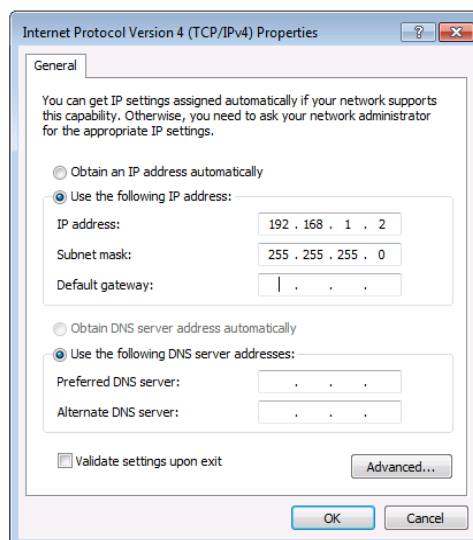 Internet Protocol Version 4 (TCP/IPv4) Properties
General
You can get IP settings assigned automatically if your network supports
this capability. Otherwise, you need to ask your network administrator
for the appropriate IP settings.
Obtain an IP address automatically
Use the following IP address:
IP address: 192 . 168 . 1 . 2
Subnet mask: 255 . 255 . 255 . 0
Default gateway: . . .
Obtain DNS server address automatically
Use the following DNS server addresses:
Preferred DNS server: . . .
Alternate DNS server: . . .
Validate settings upon exit
Advanced...
OK Cancel